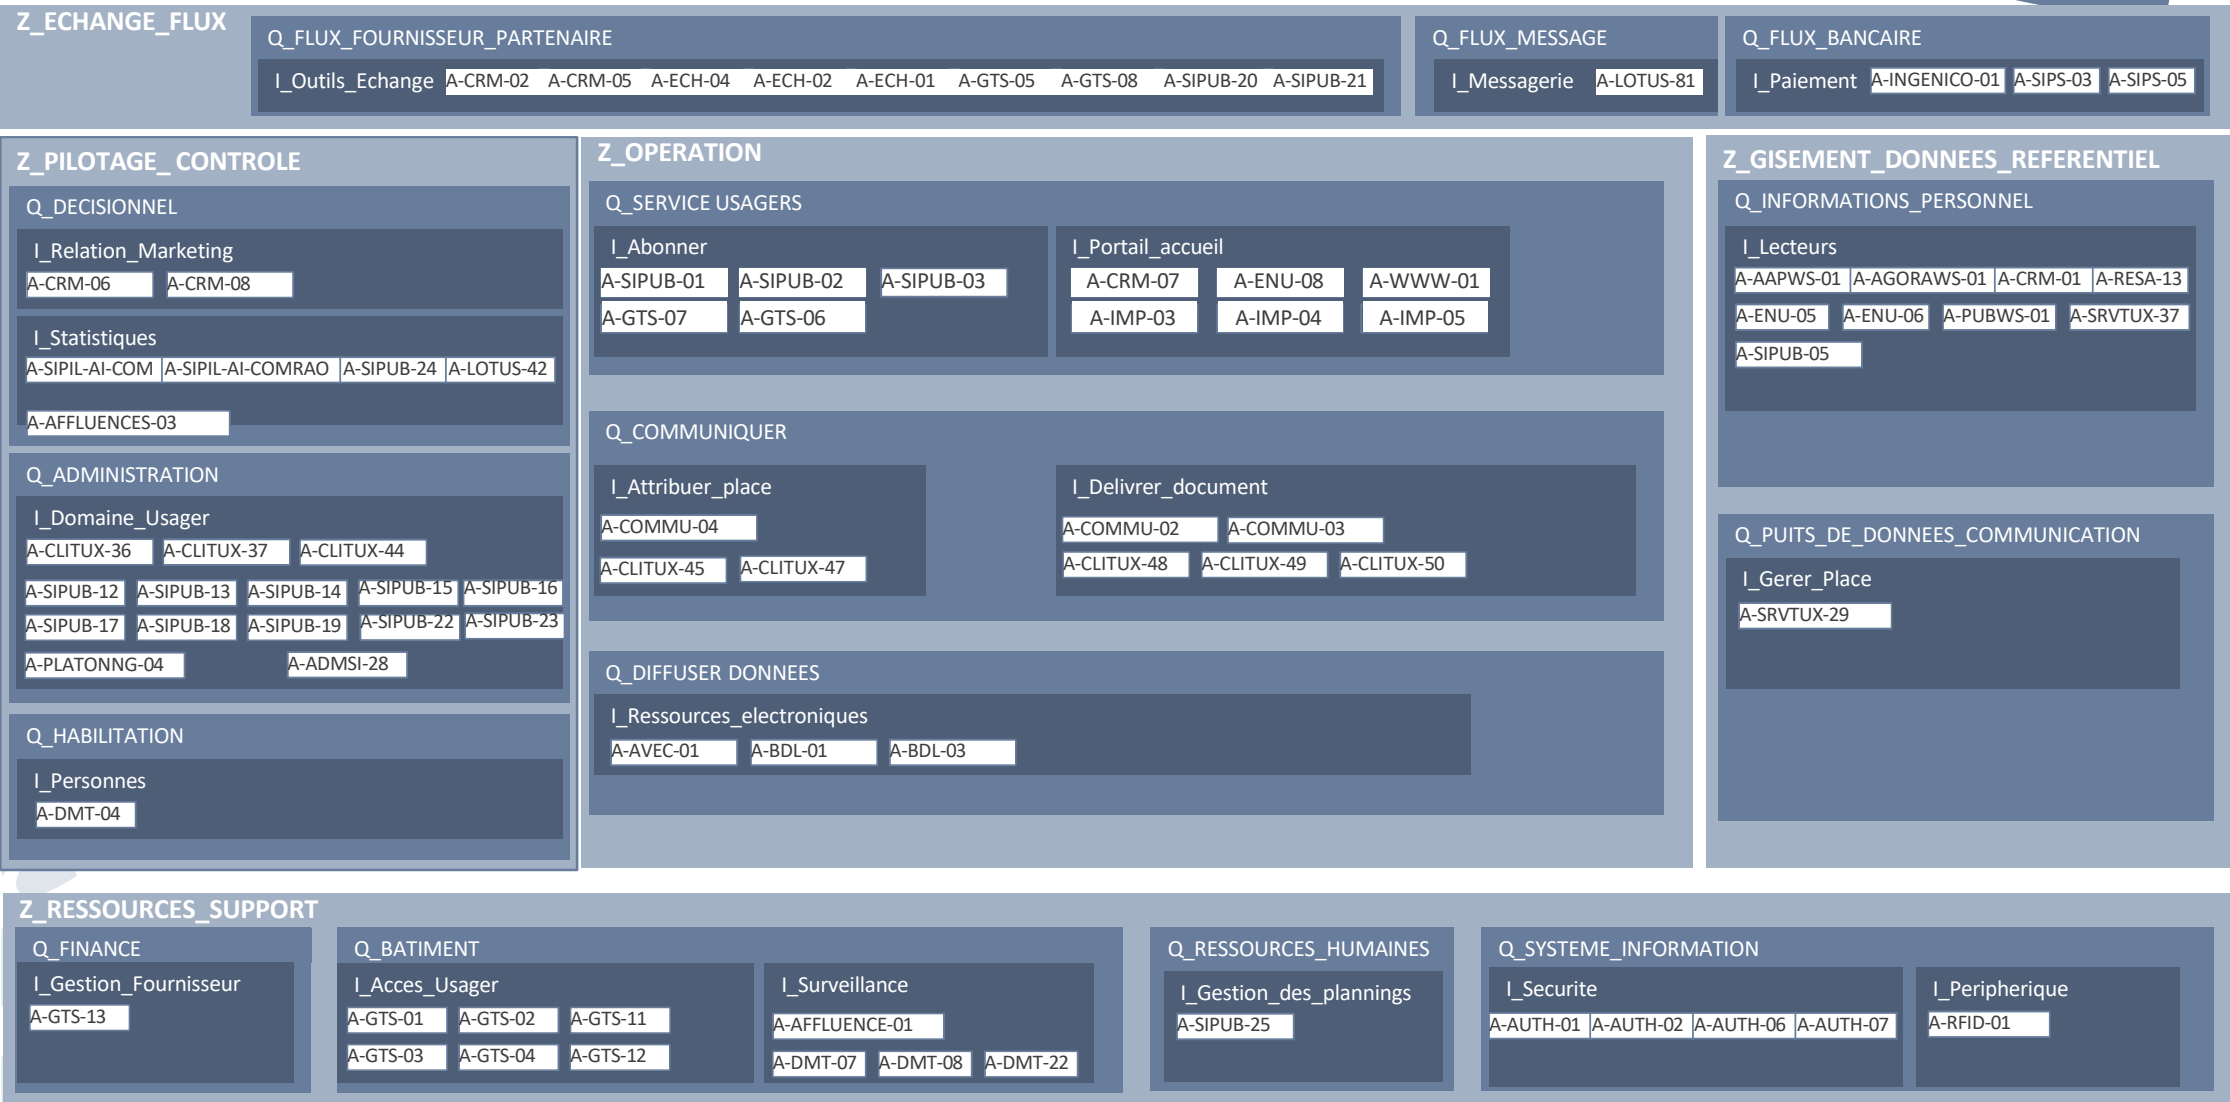 Z_ECHANGE_FLUX
Q_FLUX_FOURNISSEUR_PARTENAIRE
I_Outils_Echange A-CRM-02 A-CRM-05 A-ECH-04 A-ECH-02 A-ECH-01 A-GTS-05 A-GTS-08 A-SIPUB-20 A-SIPUB-21
Q_FLUX_MESSAGE
I_Messagerie A-LOTUS-81
Q_FLUX_BANCAIRE
I_Paiement A-INGENICO-01 A-SIPS-03 A-SIPS-05
Z_PILOTAGE_ CONTROLE
Q_DECISIONNEL
I_Relation_Marketing
A-CRM-06 A-CRM-08
I_Statistiques
A-SIPIL-AI-COM A-SIPIL-AI-COMRAO A-SIPUB-24 A-LOTUS-42
A-AFFLUENCES-03
Q_ADMINISTRATION
I_Domaine_Usager
A-CLITUX-36 A-CLITUX-37 A-CLITUX-44
A-SIPUB-12 A-SIPUB-13 A-SIPUB-14 A-SIPUB-15 A-SIPUB-16
A-SIPUB-17 A-SIPUB-18 A-SIPUB-19 A-SIPUB-22 A-SIPUB-23
A-PLATONNG-04 A-ADMSI-28
Q_HABILITATION
I_Personnes
A-DMT-04
Z_OPERATION
Q_SERVICE USAGERS
I_Abonner
A-SIPUB-01 A-SIPUB-02 A-SIPUB-03
A-GTS-07 A-GTS-06
I_Portail_accueil
A-CRM-07 A-ENU-08 A-WWW-01
A-IMP-03 A-IMP-04 A-IMP-05
Q_COMMUNIQUER
I_Attribuer_place
A-COMMU-04
A-CLITUX-45 A-CLITUX-47
I_Delivrer_document
A-COMMU-02 A-COMMU-03
A-CLITUX-48 A-CLITUX-49 A-CLITUX-50
Q_DIFFUSER DONNEES
I_Ressources_electroniques
A-AVEC-01 A-BDL-01 A-BDL-03
Z_GISEMENT_DONNEES_REFERENTIEL
Q_INFORMATIONS_PERSONNEL
I_Lecteurs
A-AAPWS-01 A-AGORAWS-01 A-CRM-01 A-RESA-13
A-ENU-05 A-ENU-06 A-PUBWS-01 A-SRVTUX-37
A-SIPUB-05
Q_PUITS_DE_DONNEES_COMMUNICATION
I_Gerer_Place
A-SRVTUX-29
Z_RESSOURCES_SUPPORT
Q_FINANCE
I_Gestion_Fournisseur
A-GTS-13
Q_BATIMENT
I_Acces_Usager
A-GTS-01 A-GTS-02 A-GTS-11
A-GTS-03 A-GTS-04 A-GTS-12
I_Surveillance
A-AFFLUENCE-01
A-DMT-07 A-DMT-08 A-DMT-22
Q_RESSOURCES_HUMAINES
I_Gestion_des_plannings
A-SIPUB-25
Q_SYSTEME_INFORMATION
I_Securite
A-AUTH-01 A-AUTH-02 A-AUTH-06 A-AUTH-07
I_Peripherique
A-RFID-01